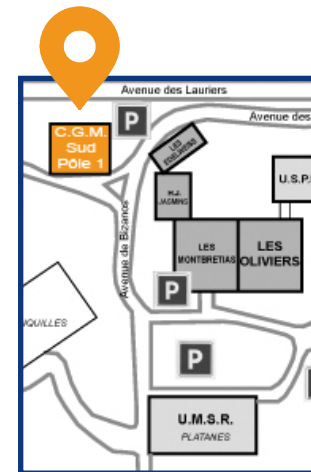 Avenue des Lauriers
P
Avenue des
C.G.M.
Sud
Pôle 1
LES
EDELWEISS
U.S.P.
H.J.
JASMINS
Avenue de Bizanos
LES
MONTBRETIAS
LES
OLIVIERS
P
P
U.M.S.R.
PLATANES